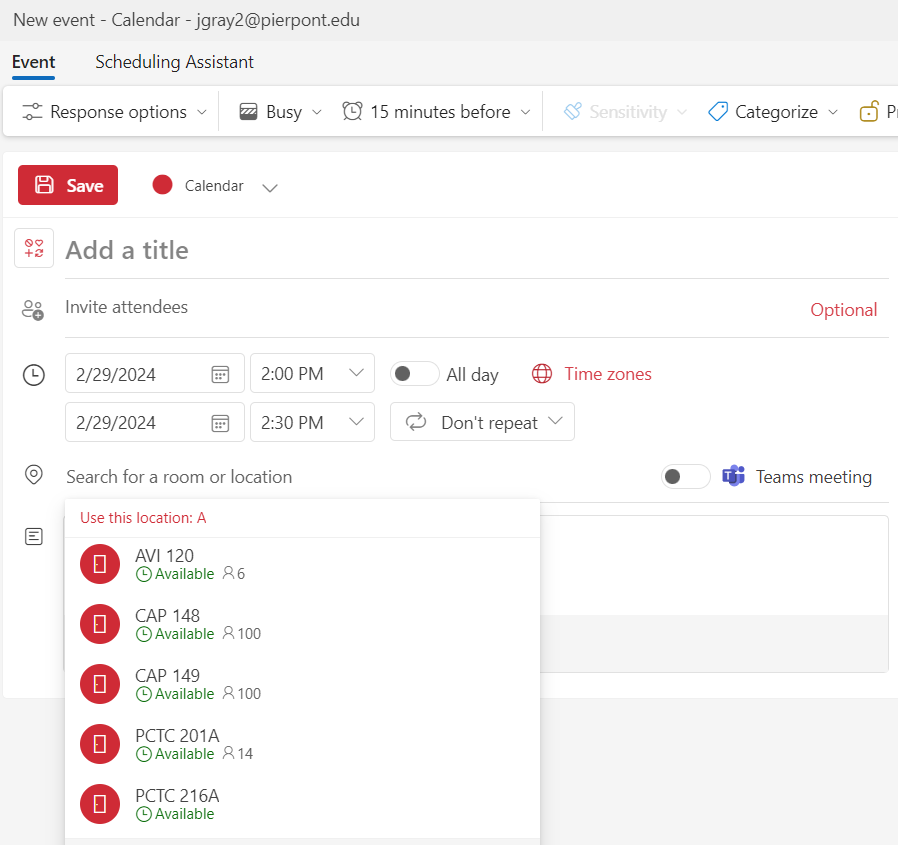 New event - Calendar - jgray2@pierpont.edu
Event Scheduling Assistant
Response options Busy 15 minutes before Sensitivity Categorize
Save Calendar
Add a title
Invite attendees Optional
2/29/2024 2:00 PM All day Time zones
2/29/2024 2:30 PM Don't repeat
Search for a room or location Teams meeting
Use this location: A
AVI 120
Available 6
CAP 148
Available 100
CAP 149
Available 100
PCTC 201A
Available 14
PCTC 216A
Available